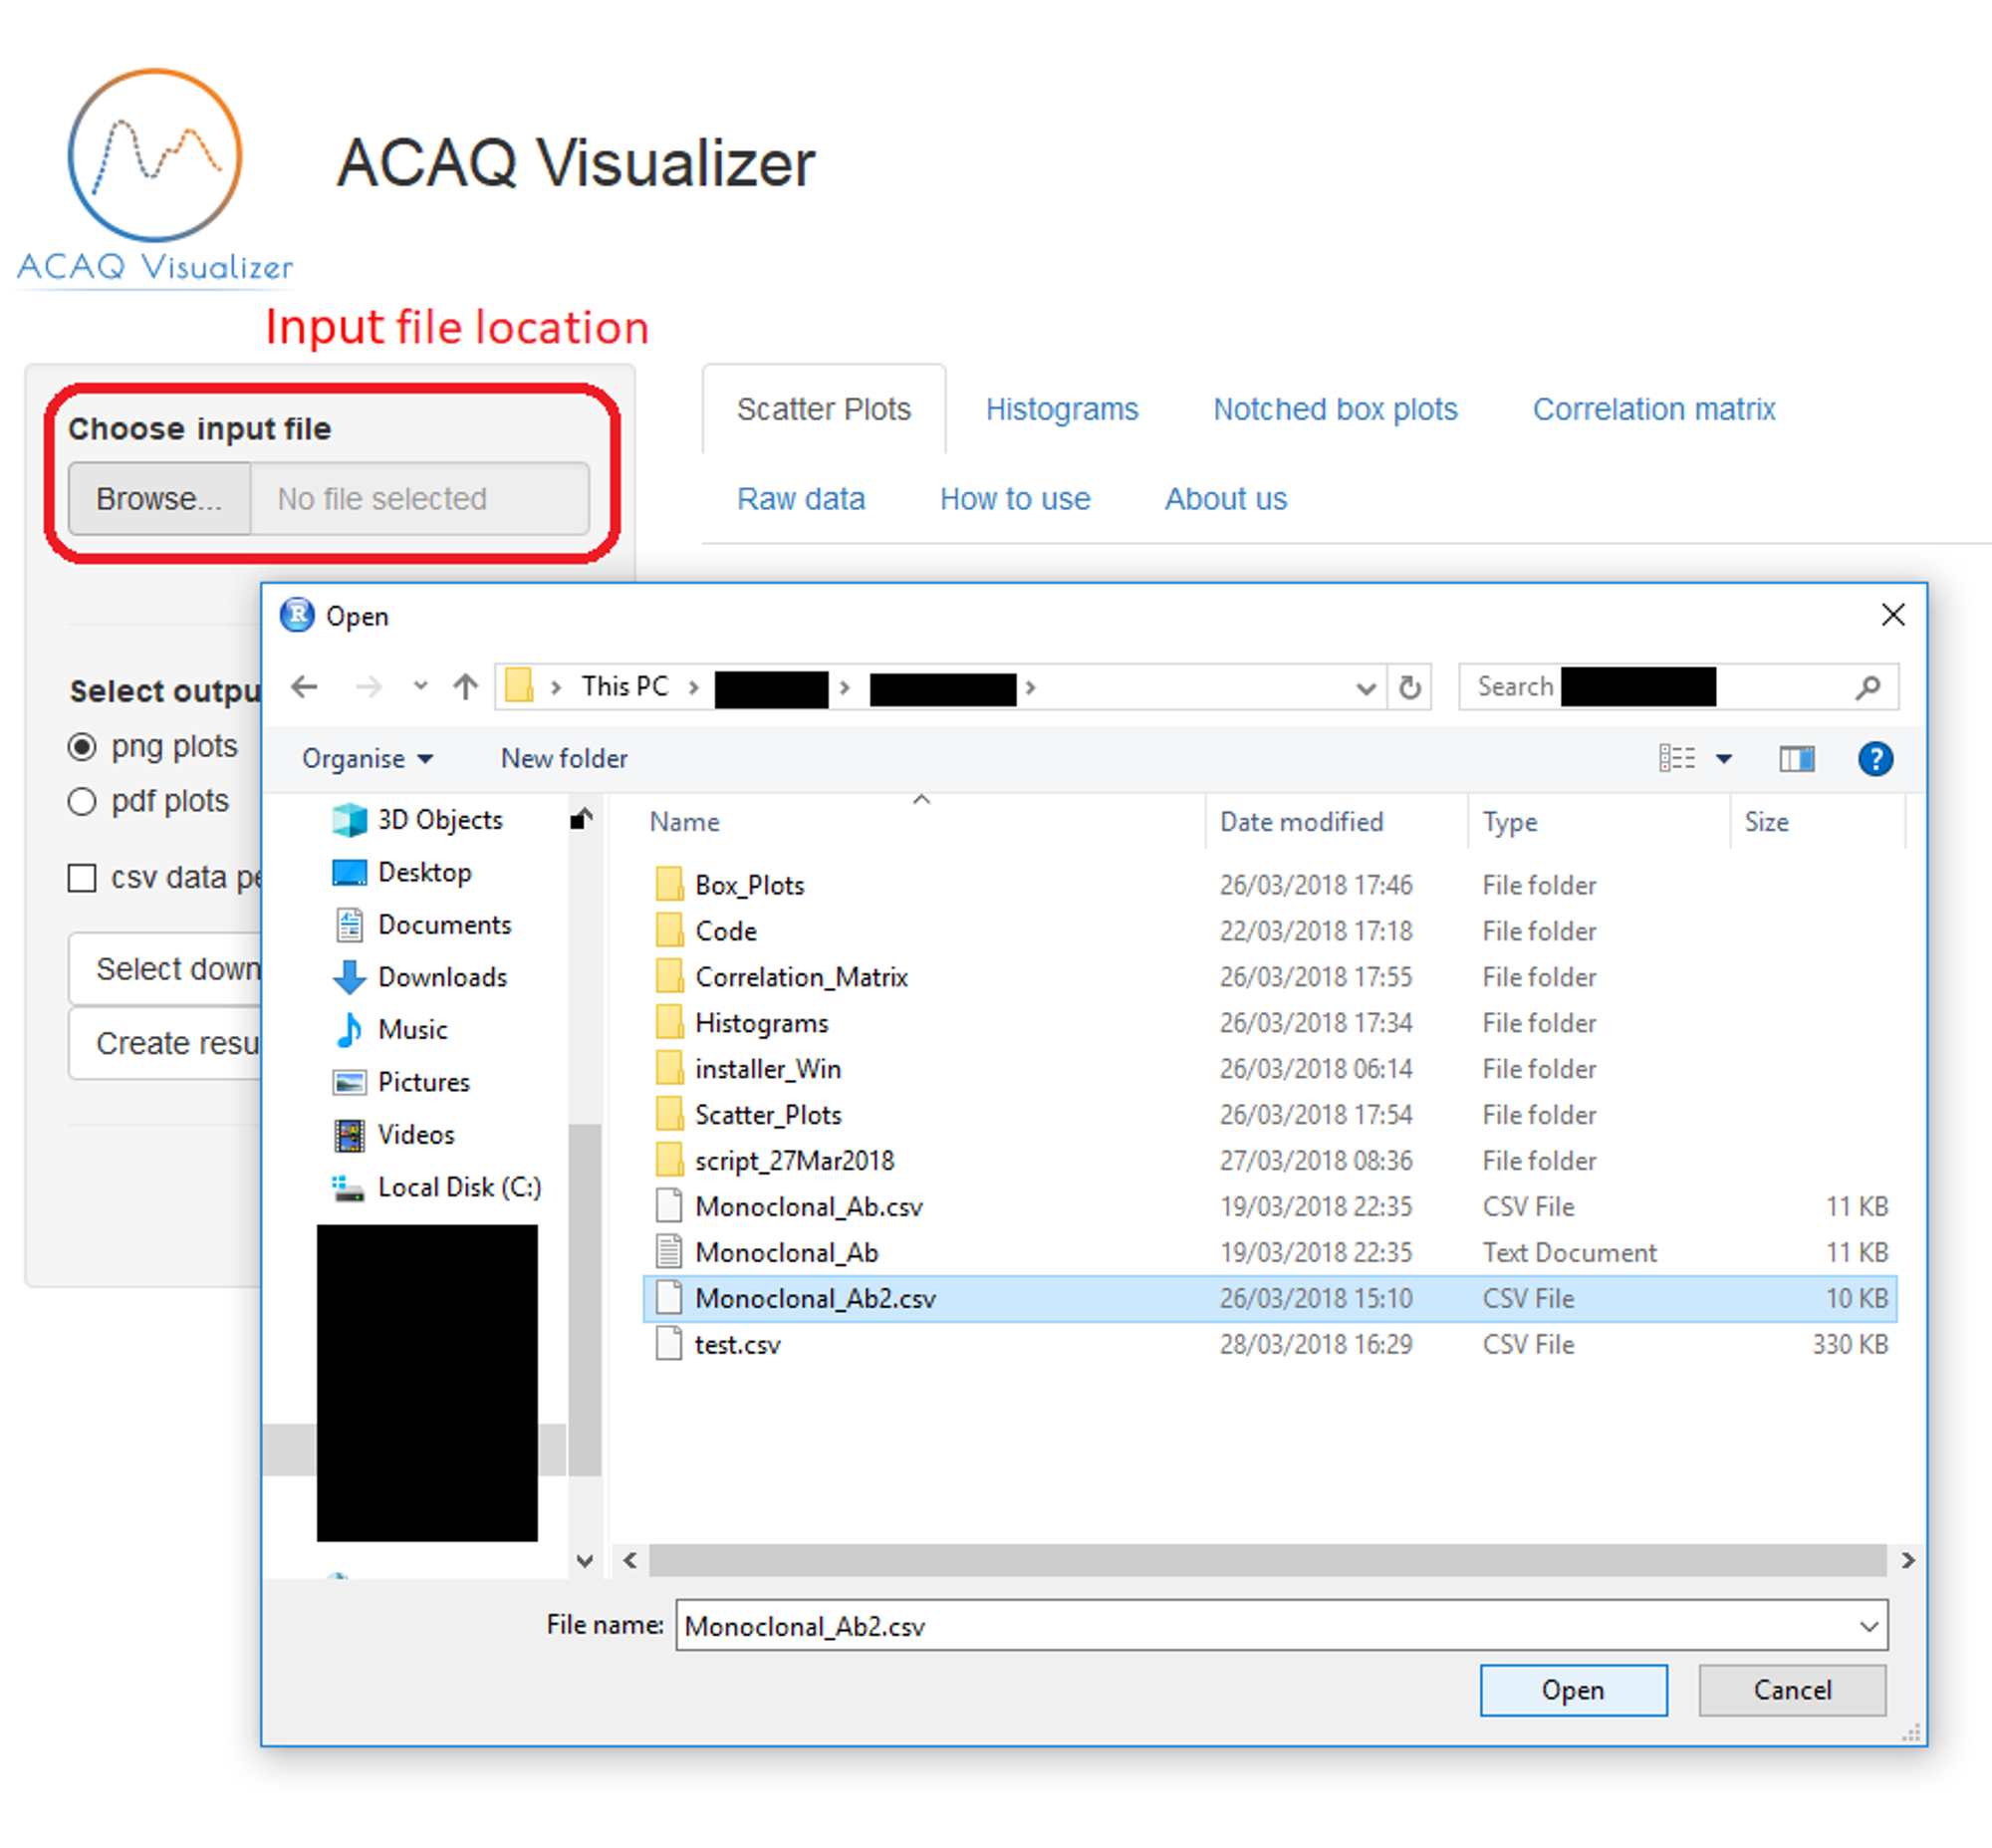 ACAQ Visualizer
ACAQ Visualizer
Input file location
Choose input file
Browse... No file selected
Scatter Plots Histograms Notched box plots Correlation matrix
Raw data How to use About us
Select outpu
png plots
pdf plots
csv data pe
Select down
Create resu
R Open
This PC
Search
Organise New folder
3D Objects
Desktop
Documents
Downloads
Music
Pictures
Videos
Local Disk (C:)
Name Date modified Type Size
Box_Plots 26/03/2018 17:46 File folder
Code 22/03/2018 17:18 File folder
Correlation_Matrix 26/03/2018 17:55 File folder
Histograms 26/03/2018 17:34 File folder
installer_Win 26/03/2018 06:14 File folder
Scatter_Plots 26/03/2018 17:54 File folder
script_27Mar2018 27/03/2018 08:36 File folder
Monoclonal_Ab.csv 19/03/2018 22:35 CSV File 11 KB
Monoclonal_Ab 19/03/2018 22:35 Text Document 11 KB
Monoclonal_Ab2.csv 26/03/2018 15:10 CSV File 10 KB
test.csv 28/03/2018 16:29 CSV File 330 KB
File name: Monoclonal_Ab2.csv
Open Cancel